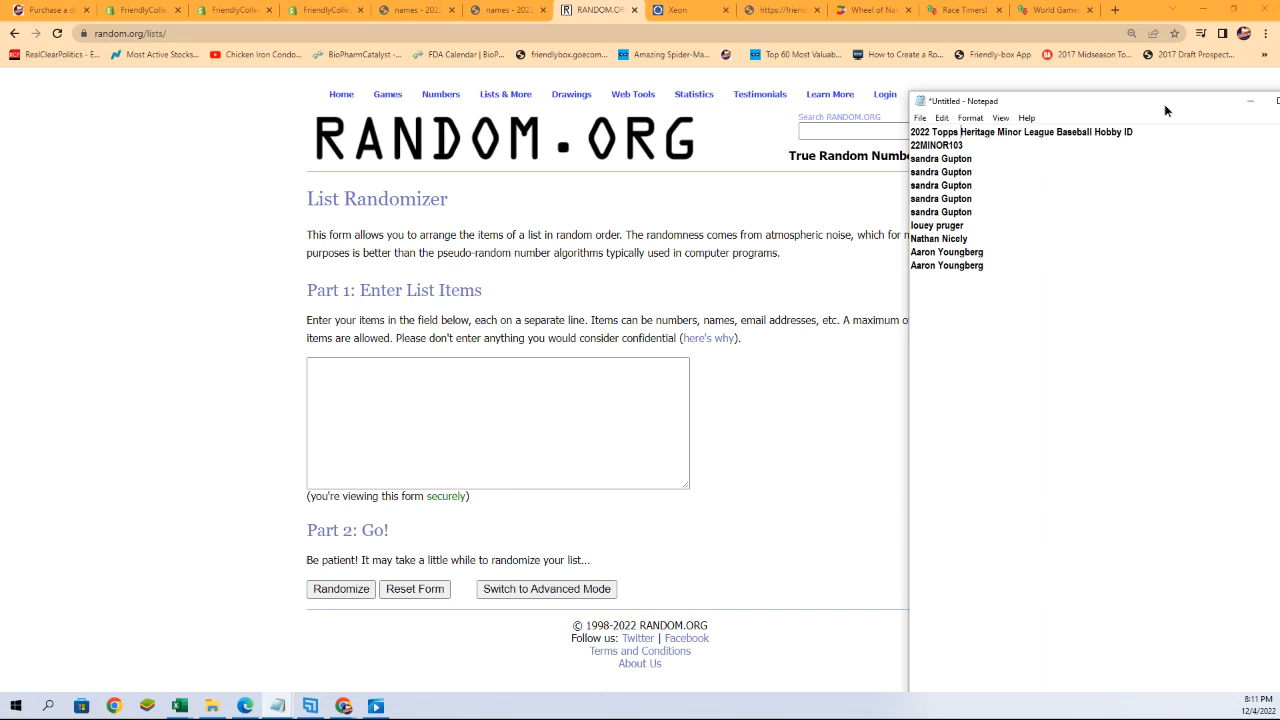 Purchase a d
FriendlyColle
FriendlyColle
FriendlyColle
names - 2022
names - 2022
RANDOM.ORG
Xeon
https://friend
Wheel of Na
Race Timers!
World Game
random.org/lists/
RealClearPolitics - E...
Most Active Stocks...
Chicken Iron Condo...
BioPharmCatalyst -...
FDA Calendar | BioP...
friendlybox.goecom...
Amazing Spider-Ma...
Top 60 Most Valuab...
How to Create a Ro...
Friendly-box App
2017 Midseason To...
2017 Draft Prospect...
Home
Games
Numbers
Lists & More
Drawings
Web Tools
Statistics
Testimonials
Learn More
Login
RANDOM.ORG
Search RANDOM.ORG
True Random Numbe
List Randomizer
This form allows you to arrange the items of a list in random order. The randomness comes from atmospheric noise, which for m
purposes is better than the pseudo-random number algorithms typically used in computer programs.
Part 1: Enter List Items
Enter your items in the field below, each on a separate line. Items can be numbers, names, email addresses, etc. A maximum o
items are allowed. Please don't enter anything you would consider confidential (here's why).
(you're viewing this form securely)
Part 2: Go!
Be patient! It may take a little while to randomize your list...
Randomize
Reset Form
Switch to Advanced Mode
© 1998-2022 RANDOM.ORG
Follow us: Twitter | Facebook
Terms and Conditions
About Us
*Untitled - Notepad
File Edit Format View Help
2022 Topps Heritage Minor League Baseball Hobby ID
22MINOR103
sandra Gupton
sandra Gupton
sandra Gupton
sandra Gupton
sandra Gupton
louey pruger
Nathan Nicely
Aaron Youngberg
Aaron Youngberg
8:11 PM
12/4/2022